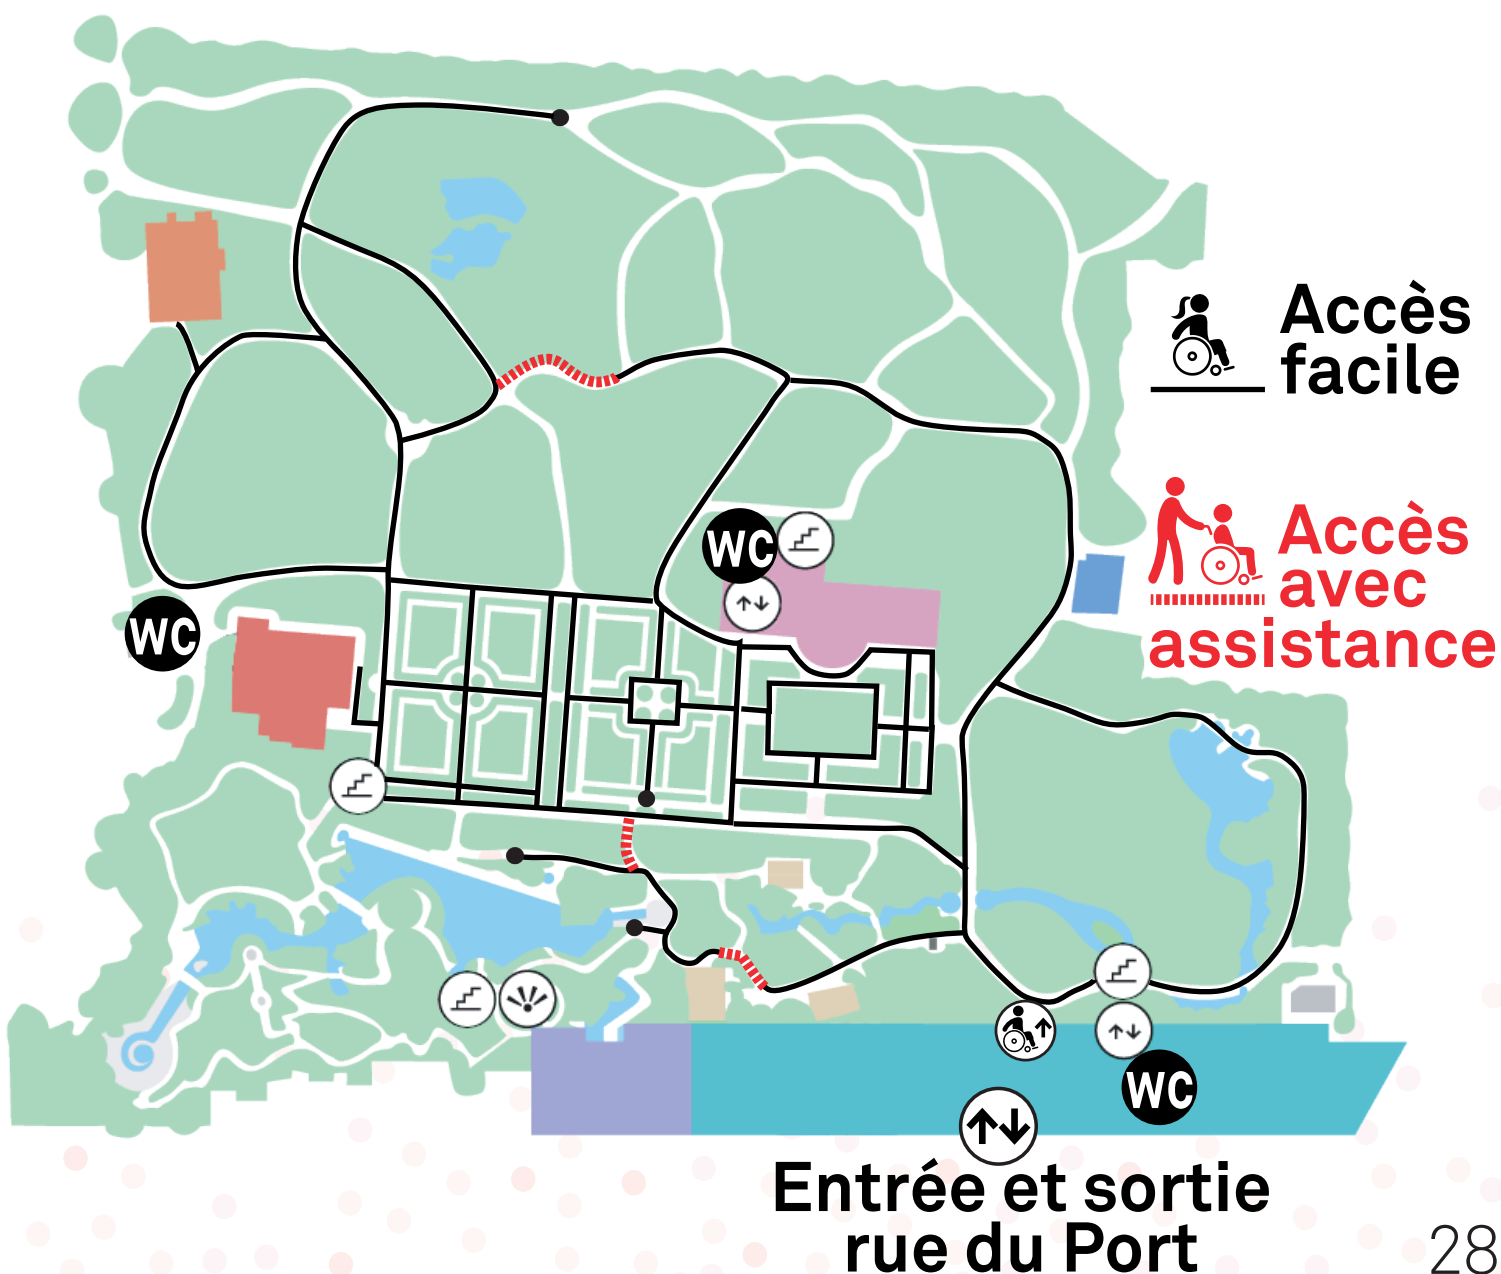 Accès
facile
Accès
avec
assistance
WC
WC
WC
Entrée et sortie
rue du Port
28